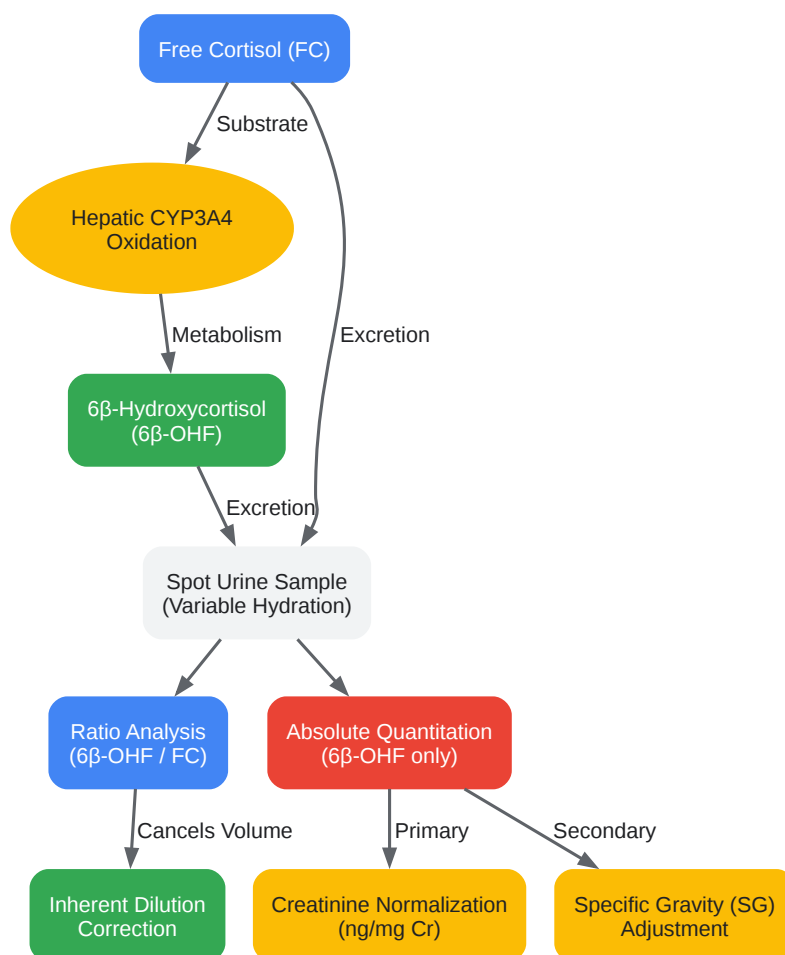 Free Cortisol (FC)
Substrate
Hepatic CYP3A4
Oxidation
Metabolism
Excretion
6β-Hydroxycortisol
(6β-OHF)
Excretion
Spot Urine Sample
(Variable Hydration)
Ratio Analysis
(6β-OHF / FC)
Absolute Quantitation
(6β-OHF only)
Cancels Volume
Primary
Secondary
Inherent Dilution
Correction
Creatinine Normalization
(ng/mg Cr)
Specific Gravity (SG)
Adjustment